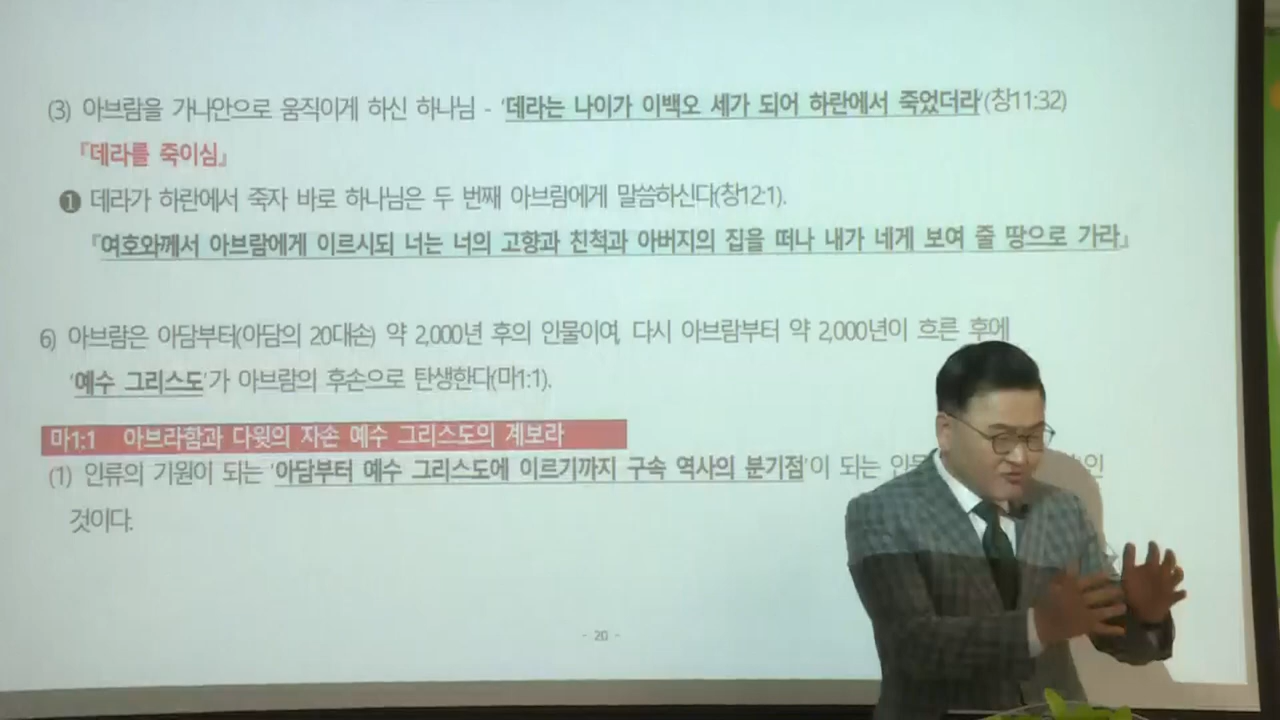 (3) 아브람을 가나안으로 움직이게 하신 하나님 - '데라는 나이가 이백오 세가 되어 하란에서 죽었더라'(창11:32)
『데라를 죽이심』
❶ 데라가 하란에서 죽자 바로 하나님은 두 번째 아브람에게 말씀하신다(창12:1).
『여호와께서 아브람에게 이르시되 너는 너의 고향과 친척과 아버지의 집을 떠나 내가 네게 보여 줄 땅으로 가라』
6) 아브람은 아담부터(아담의 20대손) 약 2,000년 후의 인물이며, 다시 아브람부터 약 2,000년이 흐른 후에
'예수 그리스도'가 아브람의 후손으로 탄생한다(마1:1).
마1:1 아브라함과 다윗의 자손 예수 그리스도의 계보라
(1) 인류의 기원이 되는 '아담부터 예수 그리스도에 이르기까지 구속 역사의 분기점'이 되는 인
것이다.
- 20 -